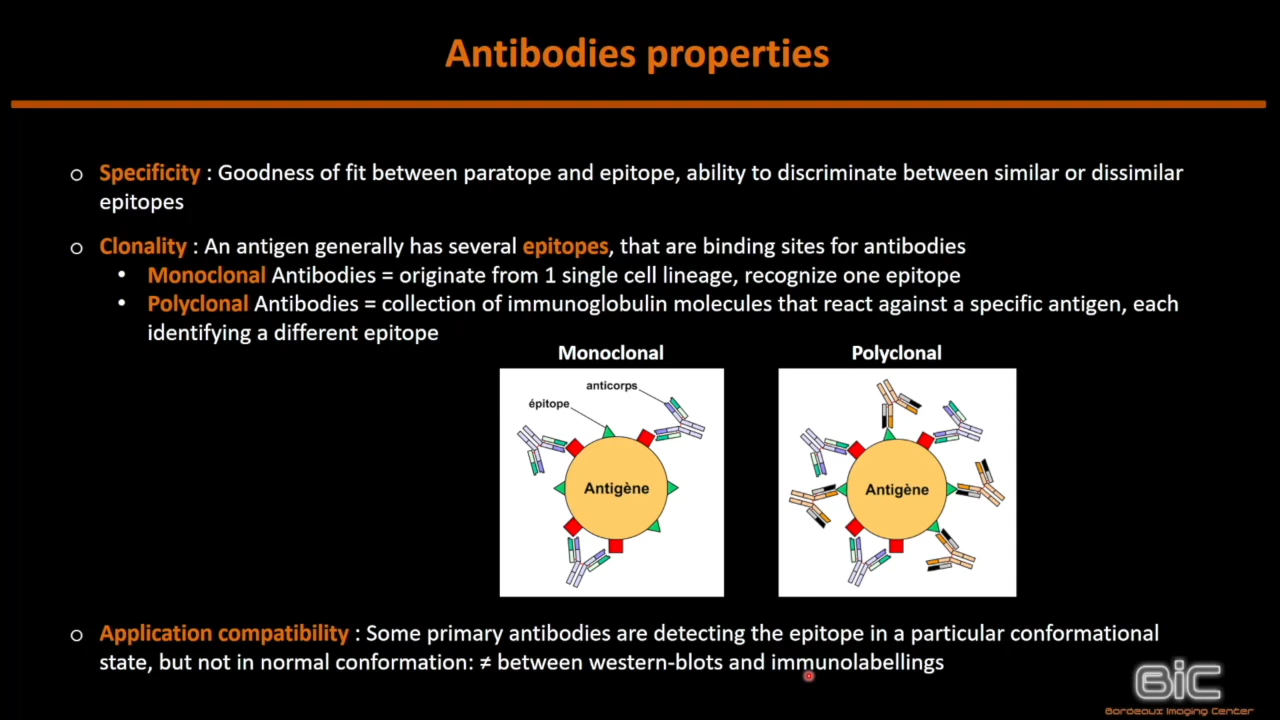 Antibodies properties
o Specificity : Goodness of fit between paratope and epitope, ability to discriminate between similar or dissimilar
epitopes
o Clonality : An antigen generally has several epitopes, that are binding sites for antibodies
• Monoclonal Antibodies = originate from 1 single cell lineage, recognize one epitope
• Polyclonal Antibodies = collection of immunoglobulin molecules that react against a specific antigen, each
identifying a different epitope
Monoclonal
anticorps
épitope
Antigène
Polyclonal
Antigène
o Application compatibility : Some primary antibodies are detecting the epitope in a particular conformational
state, but not in normal conformation: ≠ between western-blots and immunolabellings
BiC
Bordeaux Imaging Center